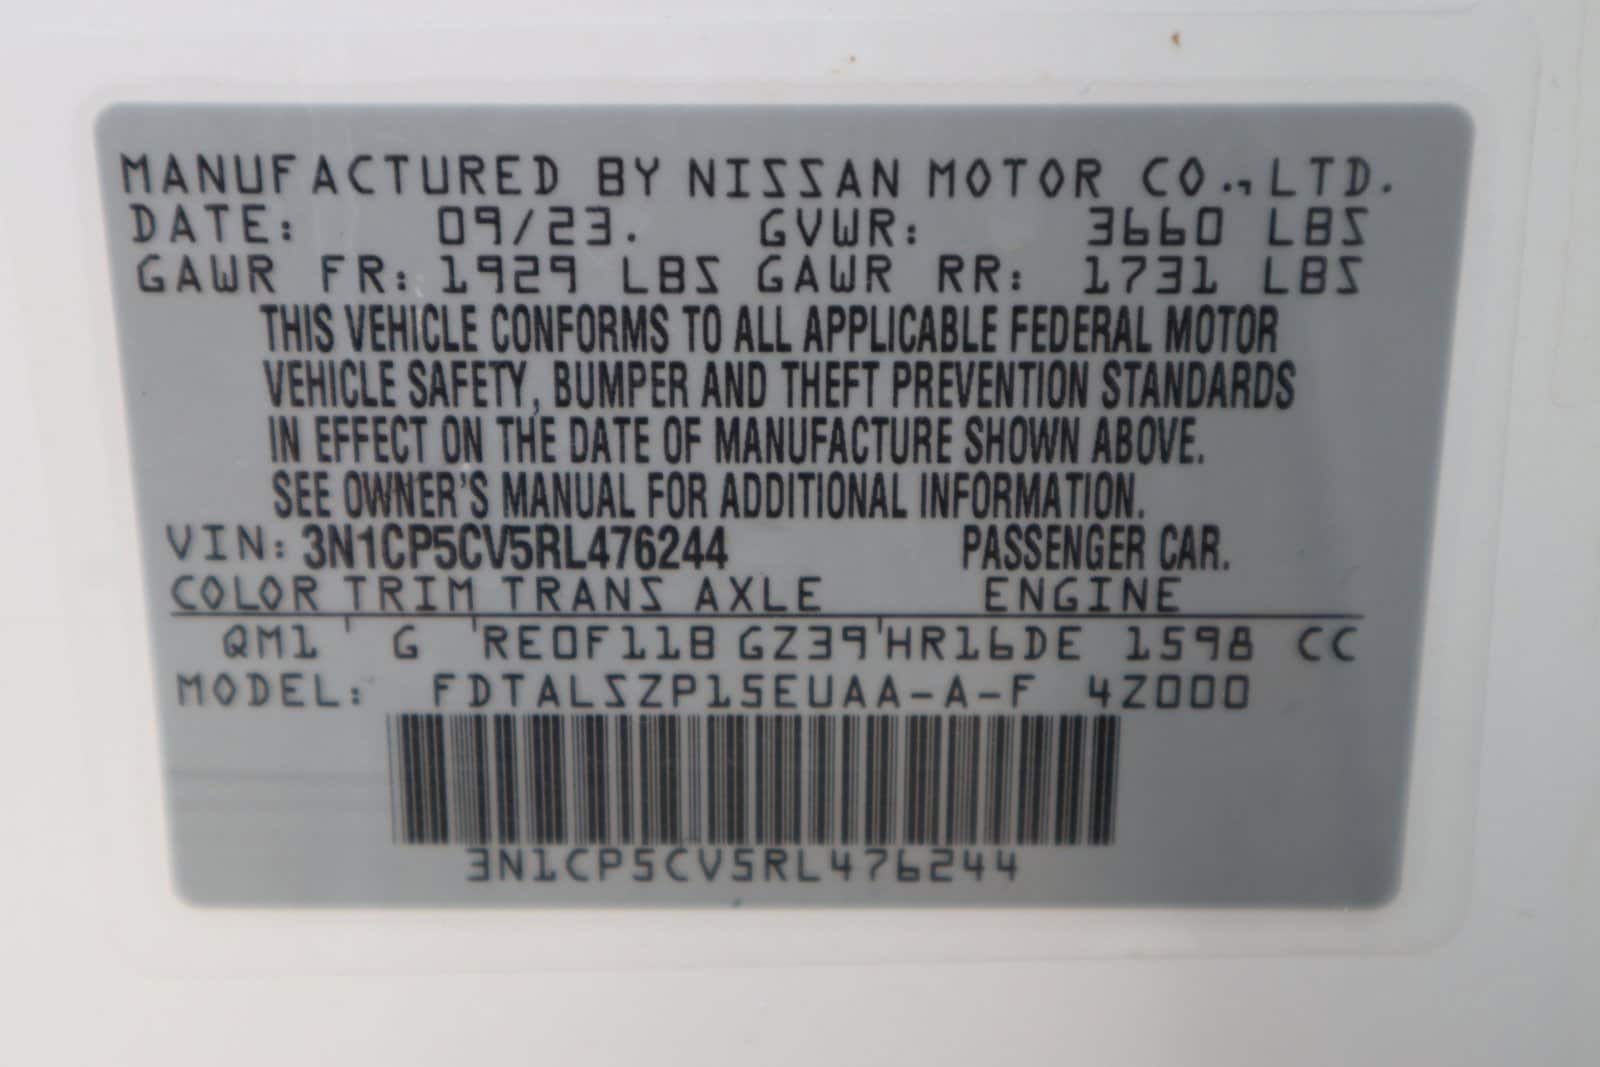 MANUFACTURED BY NISSAN MOTOR CO., LTD.
DATE: 09/23. GVWR: 3660 LBS
GAWR FR: 1929 LBS GAWR RR: 1731 LBS
THIS VEHICLE CONFORMS TO ALL APPLICABLE FEDERAL MOTOR
VEHICLE SAFETY, BUMPER AND THEFT PREVENTION STANDARDS
IN EFFECT ON THE DATE OF MANUFACTURE SHOWN ABOVE.
SEE OWNER'S MANUAL FOR ADDITIONAL INFORMATION.
VIN: 3N1CP5CV5RL476244 PASSENGER CAR.
COLOR TRIM TRANS AXLE ENGINE
QM1 G RE0F11B GZ39 HR16DE 1598 CC
MODEL: FDTALSZP15EUAA-A-F 4Z000
3N1CP5CV5RL476244